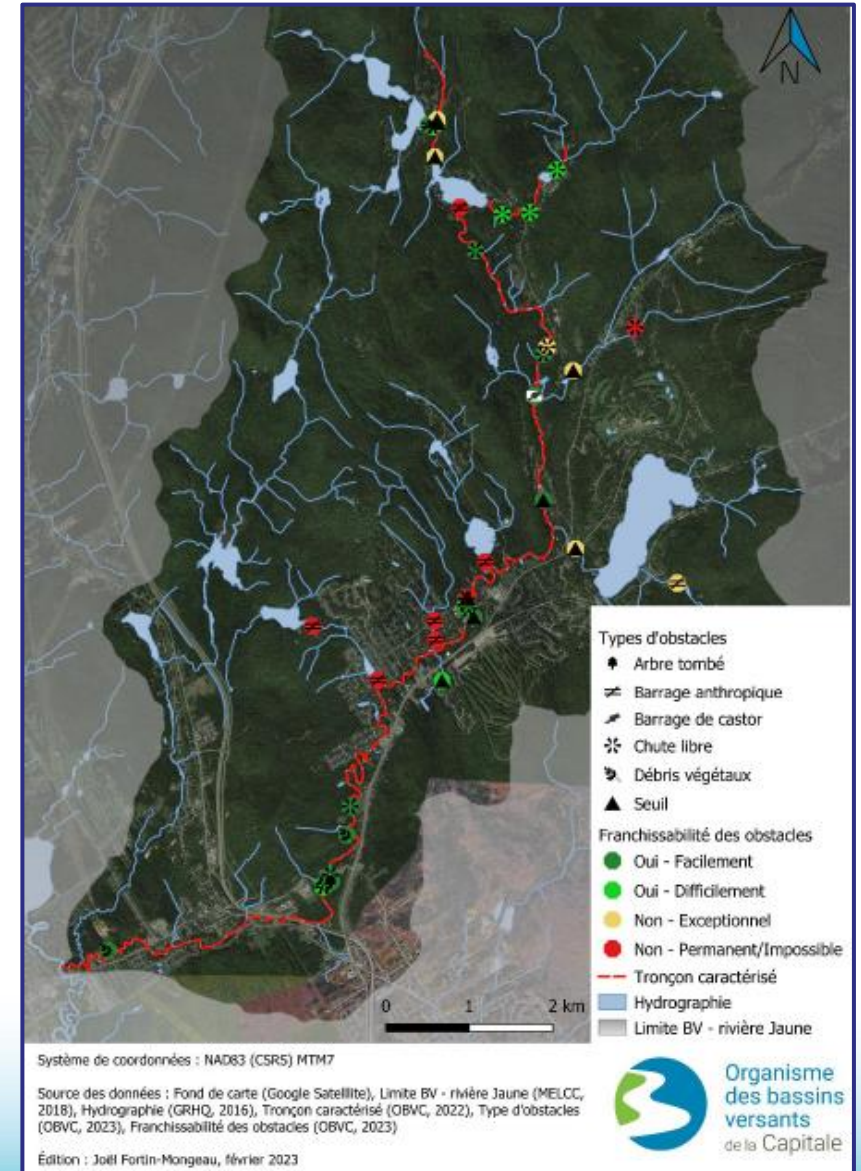 N
Types d'obstacles
Arbre tombé
Barrage anthropique
Barrage de castor
Chute libre
Débris végétaux
Seuil
Franchissabilité des obstacles
Oui - Facilement
Oui - Difficilement
Non - Exceptionnel
Non - Permanent/Impossible
Tronçon caractérisé
Hydrographie
Limite BV - rivière Jaune
0 1 2 km
Système de coordonnées : NAD83 (CSRS) MTM7
Source des données : Fond de carte (Google Satelllite), Limite BV - rivière Jaune (MELCC,
2018), Hydrographie (GRHQ, 2016), Tronçon caractérisé (OBVC, 2022), Type d'obstacles
(OBVC, 2023), Franchissabilité des obstacles (OBVC, 2023)
Édition : Joël Fortin-Mongeau, février 2023
Organisme
des bassins
versants
de la Capitale